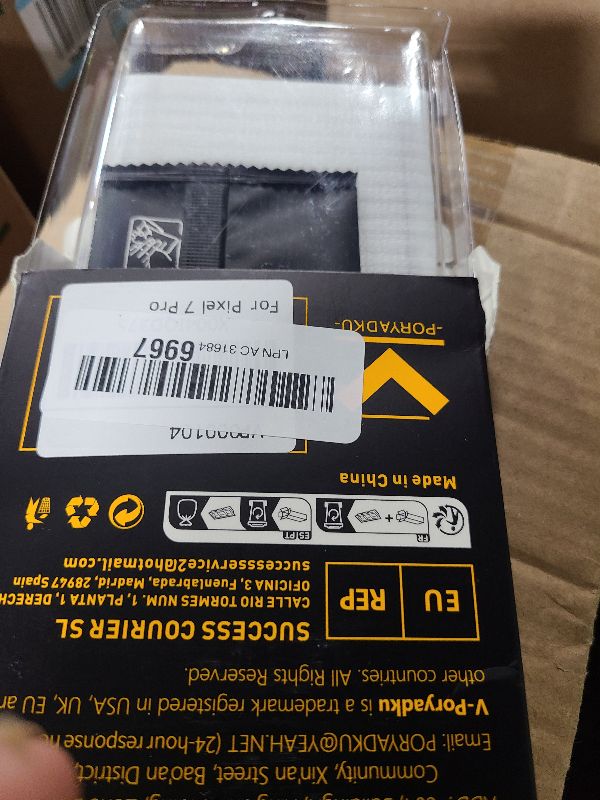 Community, Xin'an Street, Bao'an District,
Email: PORYADKU@YEAH.NET (24-hour response
V-Poryadku is a trademark registered in USA, UK, EU
other countries. All Rights Reserved.
EU REP
SUCCESS COURIER SL
CALLE RIO TORMES NUM. 1, PLANTA 1,
OFICINA 3, Fuenlabrada, Madrid, 28947 Spain
successservice2@hotmail.com
FR
ES/PT
Made in China
-PORYADKU-
LPN AC 31684 6967
For Pixel 7 Pro